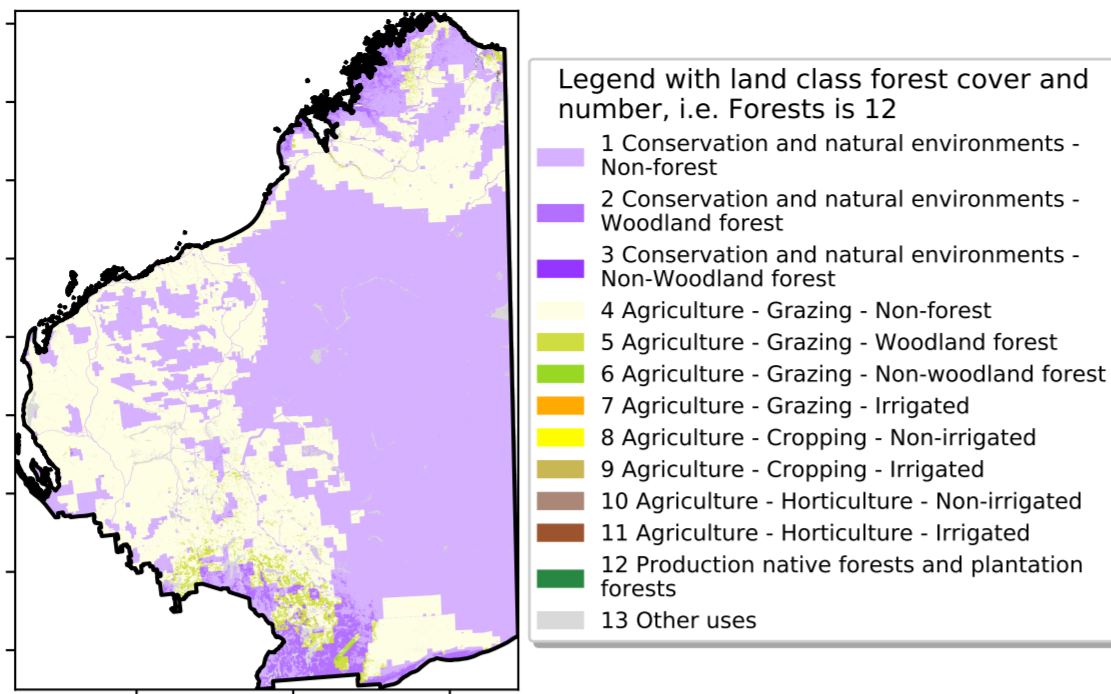 Legend with land class forest cover and
number, i.e. Forests is 12
1 Conservation and natural environments -
Non-forest
2 Conservation and natural environments -
Woodland forest
3 Conservation and natural environments -
Non-Woodland forest
4 Agriculture - Grazing - Non-forest
5 Agriculture - Grazing - Woodland forest
6 Agriculture - Grazing - Non-woodland forest
7 Agriculture - Grazing - Irrigated
8 Agriculture - Cropping - Non-irrigated
9 Agriculture - Cropping - Irrigated
10 Agriculture - Horticulture - Non-irrigated
11 Agriculture - Horticulture - Irrigated
12 Production native forests and plantation
forests
13 Other uses